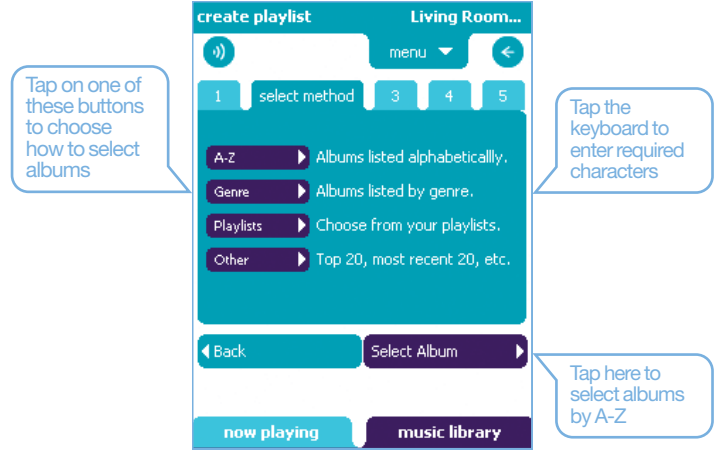 create playlist Living Room...
menu
1 select method 3 4 5
Tap on one of
these buttons
to choose
how to select
albums
A-Z Albums listed alphabeticallly.
Genre Albums listed by genre.
Playlists Choose from your playlists.
Other Top 20, most recent 20, etc.
Tap the
keyboard to
enter required
characters
Back Select Album
Tap here to
select albums
by A-Z
now playing music library